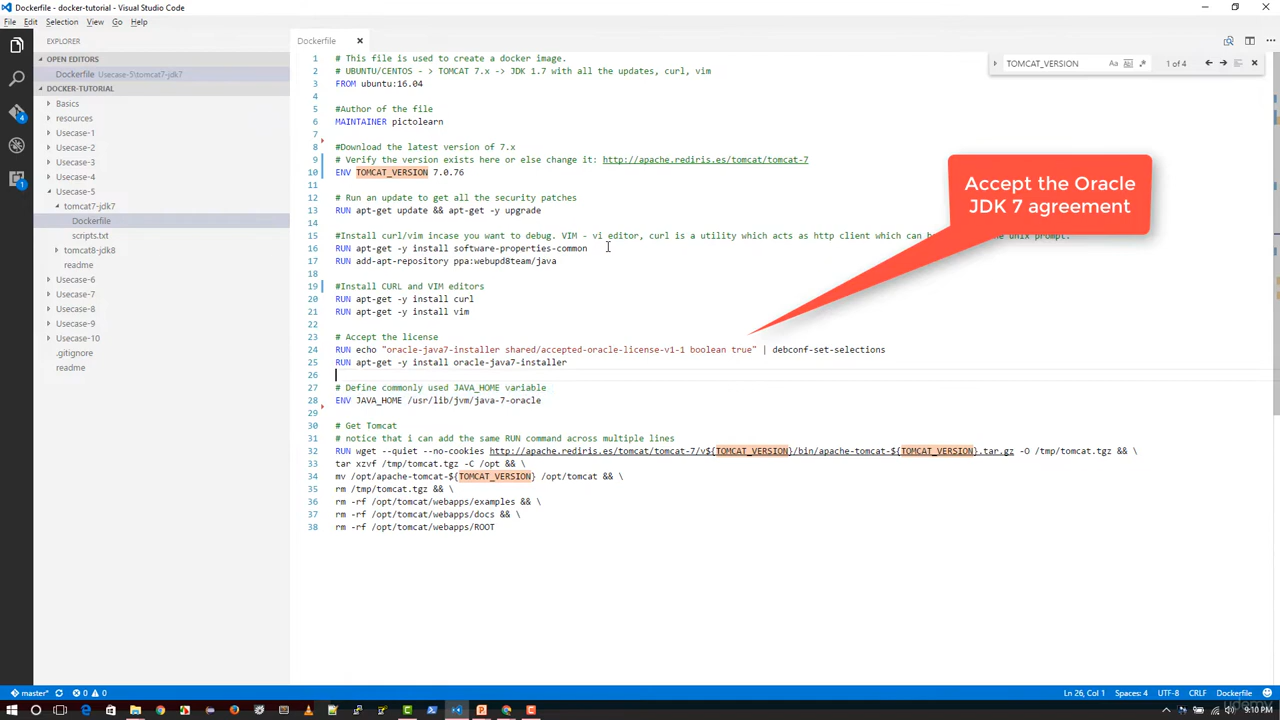 Dockerfile - docker-tutorial - Visual Studio Code
File Edit Selection View Go Help
EXPLORER
OPEN EDITORS
Dockerfile Usecase-5\tomcat7-jdk7
DOCKER-TUTORIAL
Basics
resources
Usecase-1
Usecase-2
Usecase-3
Usecase-4
Usecase-5
tomcat7-jdk7
Dockerfile
scripts.txt
tomcat8-jdk8
readme
Usecase-6
Usecase-7
Usecase-8
Usecase-9
Usecase-10
.gitignore
readme
4
1
Dockerfile
TOMCAT_VERSION Aa Ab| .* 1 of 4
1 # This file is used to create a docker image.
2 # UBUNTU/CENTOS - > TOMCAT 7.x -> JDK 1.7 with all the updates, curl, vim
3 FROM ubuntu:16.04
4
5 #Author of the file
6 MAINTAINER pictolearn
7
8 #Download the latest version of 7.x
9 # Verify the version exists here or else change it: http://apache.rediris.es/tomcat/tomcat-7
10 ENV TOMCAT_VERSION 7.0.76
11
12 # Run an update to get all the security patches
13 RUN apt-get update && apt-get -y upgrade
14
15 #Install curl/vim incase you want to debug. VIM - vi editor, curl is a utility which acts as http client which can b the unix prompt.
16 RUN apt-get -y install software-properties-common
17 RUN add-apt-repository ppa:webupd8team/java
18
19 #Install CURL and VIM editors
20 RUN apt-get -y install curl
21 RUN apt-get -y install vim
22
23 # Accept the license
24 RUN echo "oracle-java7-installer shared/accepted-oracle-license-v1-1 boolean true" | debconf-set-selections
25 RUN apt-get -y install oracle-java7-installer
26
27 # Define commonly used JAVA_HOME variable
28 ENV JAVA_HOME /usr/lib/jvm/java-7-oracle
29
30 # Get Tomcat
31 # notice that i can add the same RUN command across multiple lines
32 RUN wget --quiet --no-cookies http://apache.rediris.es/tomcat/tomcat-7/v${TOMCAT_VERSION}/bin/apache-tomcat-${TOMCAT_VERSION}.tar.gz -O /tmp/tomcat.tgz && \
33 tar xzvf /tmp/tomcat.tgz -C /opt && \
34 mv /opt/apache-tomcat-${TOMCAT_VERSION} /opt/tomcat && \
35 rm /tmp/tomcat.tgz && \
36 rm -rf /opt/tomcat/webapps/examples && \
37 rm -rf /opt/tomcat/webapps/docs && \
38 rm -rf /opt/tomcat/webapps/ROOT
Accept the Oracle
JDK 7 agreement
master* 0 0 Ln 26, Col 1 Spaces: 4 UTF-8 CRLF Dockerfile
udemy
9:10 PM